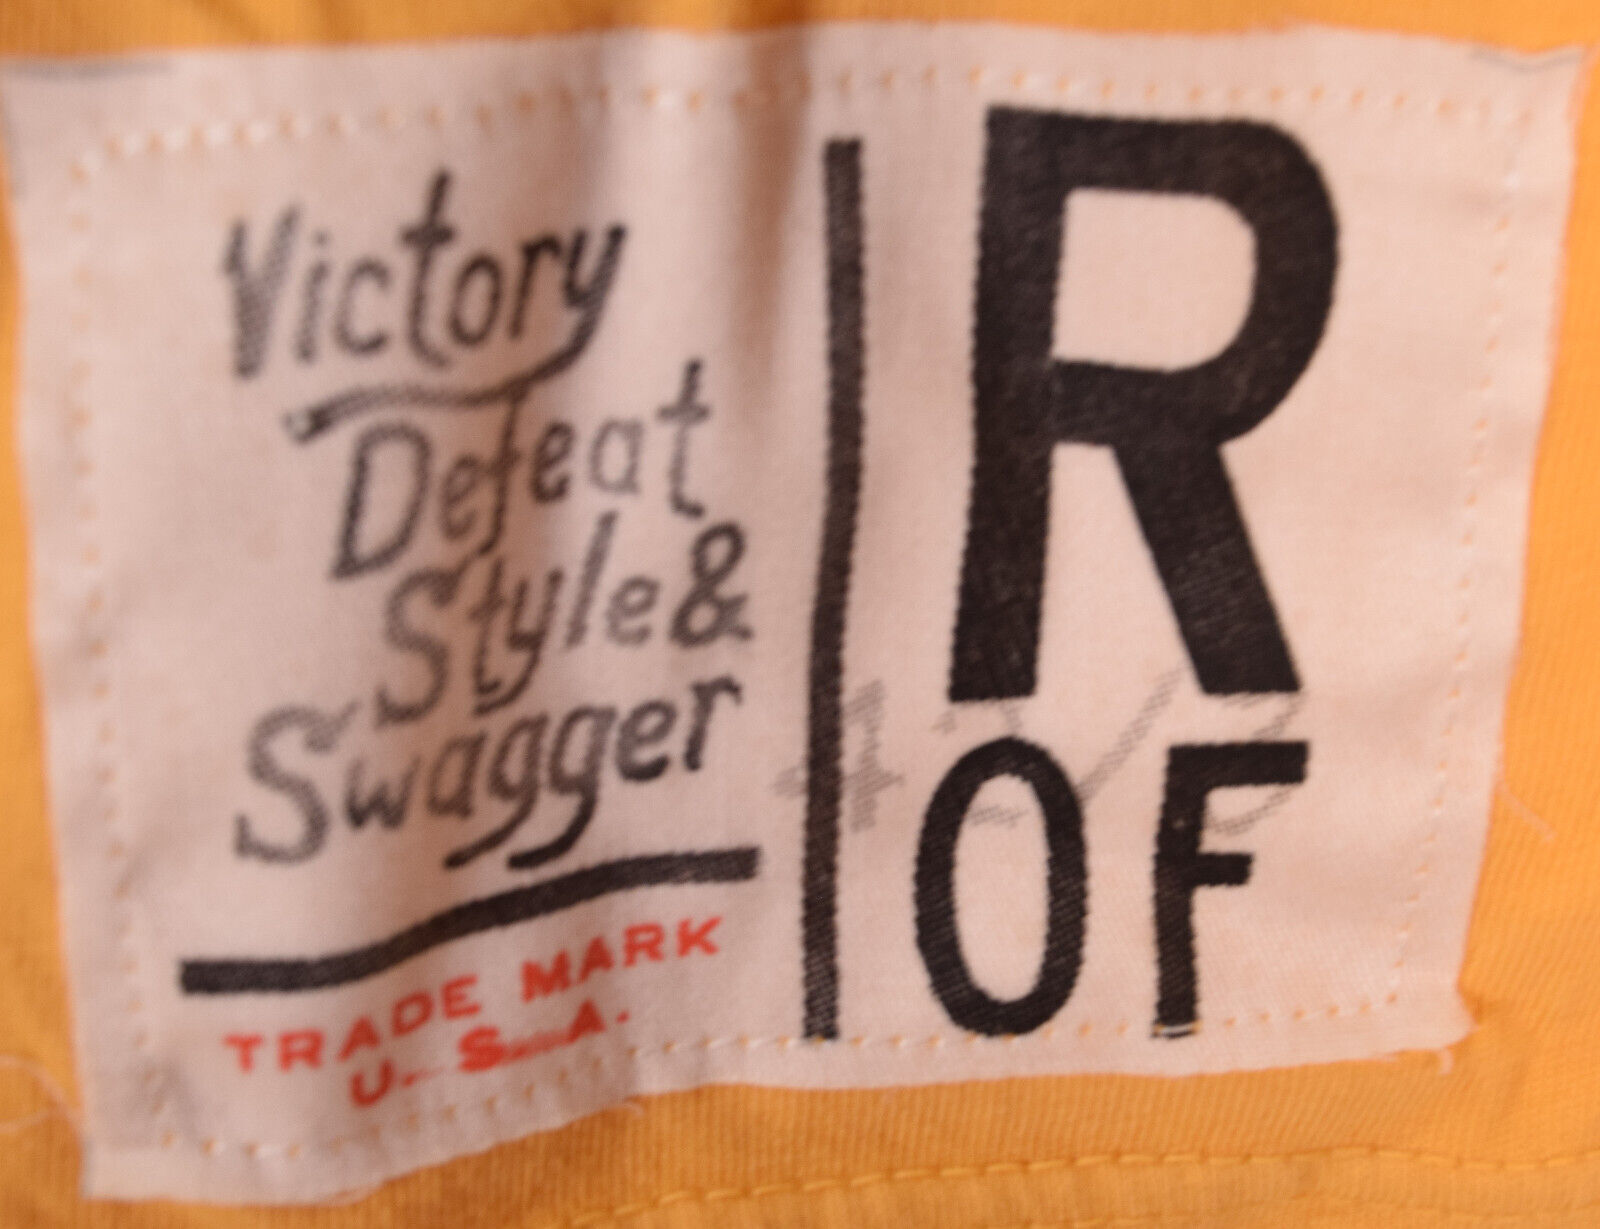 Victory
Defeat
Style &
Swagger
TRADE MARK
U. S. A.
R
OF